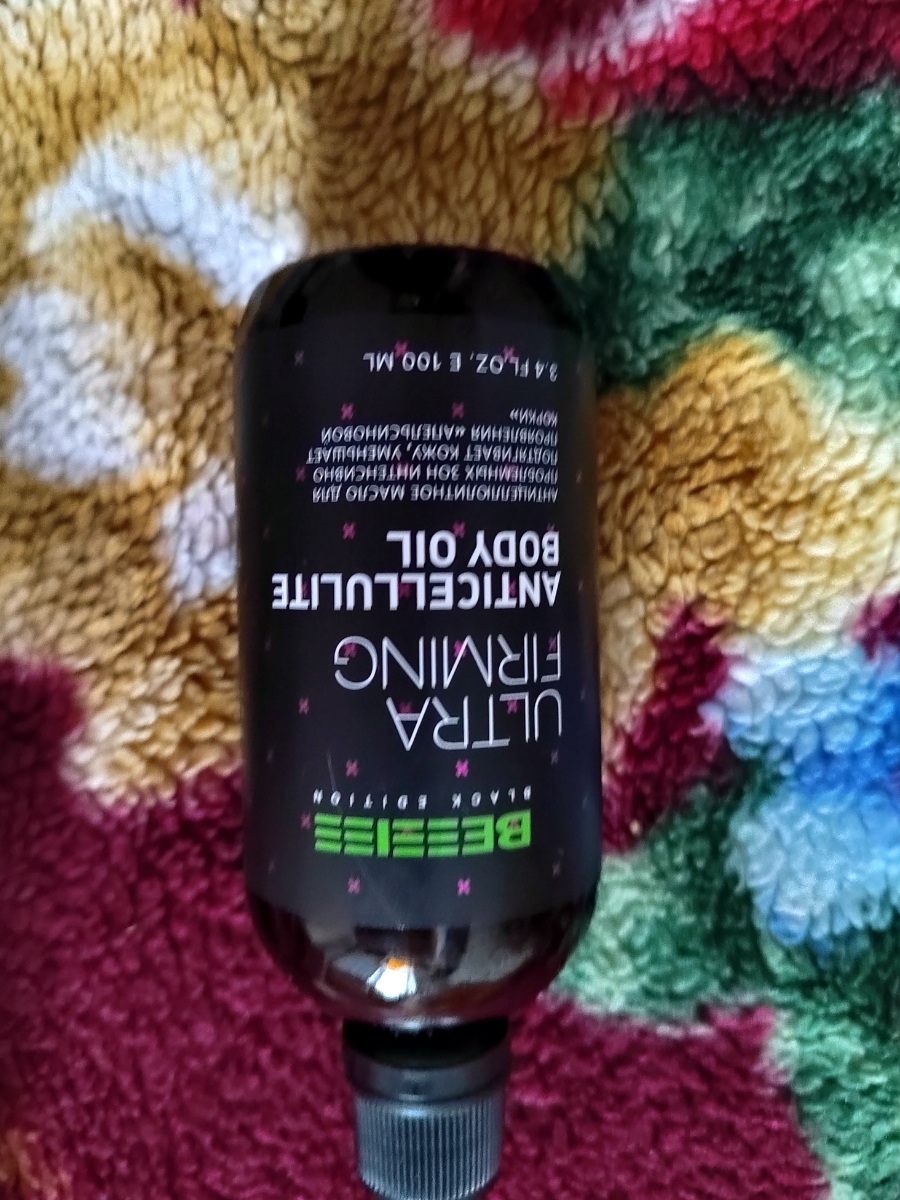 BEEZEE
BLACK EDITION
ULTRA
FIRMING
ANTICELLULITE
BODY OIL
АНТИЦЕЛЛЮЛИТНОЕ МАСЛО ДЛЯ
ПРОБЛЕМНЫХ ЗОН ИНТЕНСИВНО
ПОДТЯГИВАЕТ КОЖУ, УМЕНЬШАЕТ
ПРОЯВЛЕНИЯ «АПЕЛЬСИНОВОЙ
КОРКИ»
3.4 FL.OZ. E 100 ML